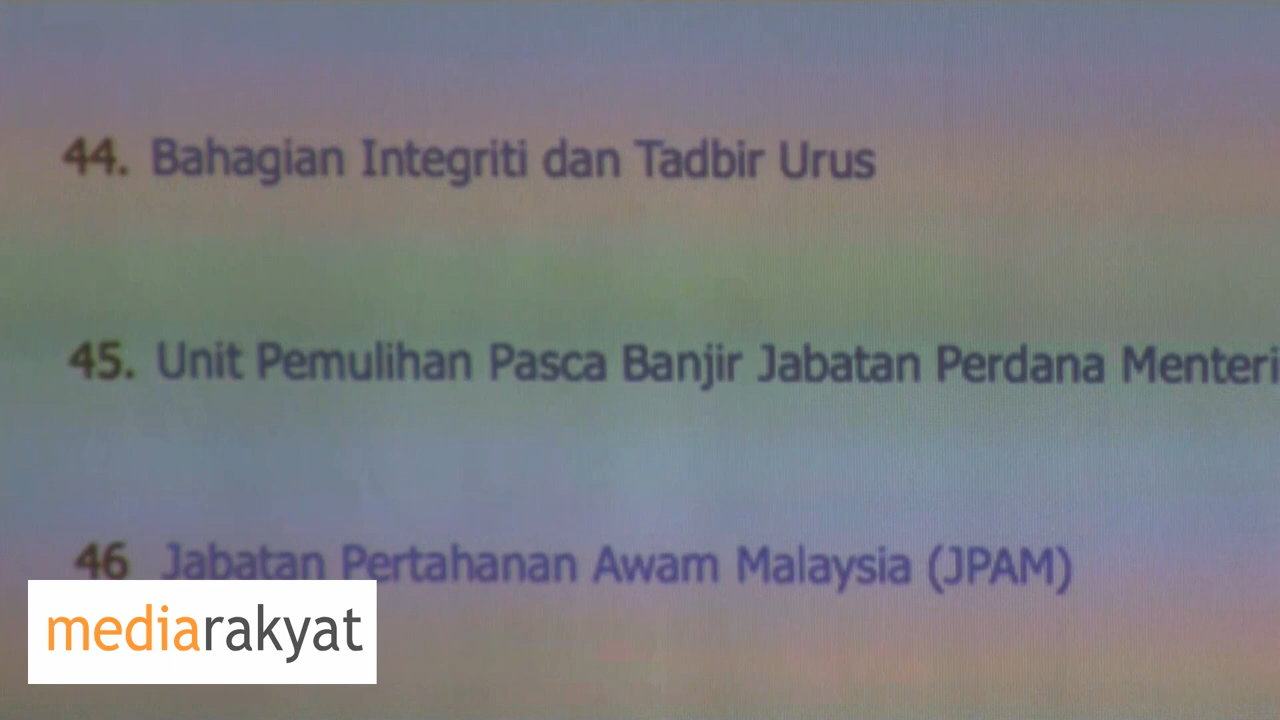 44. Bahagian Integriti dan Tadbir Urus
45. Unit Pemulihan Pasca Banjir Jabatan Perdana Menteri
46 Jabatan Pertahanan Awam Malaysia (JPAM)
mediarakyat